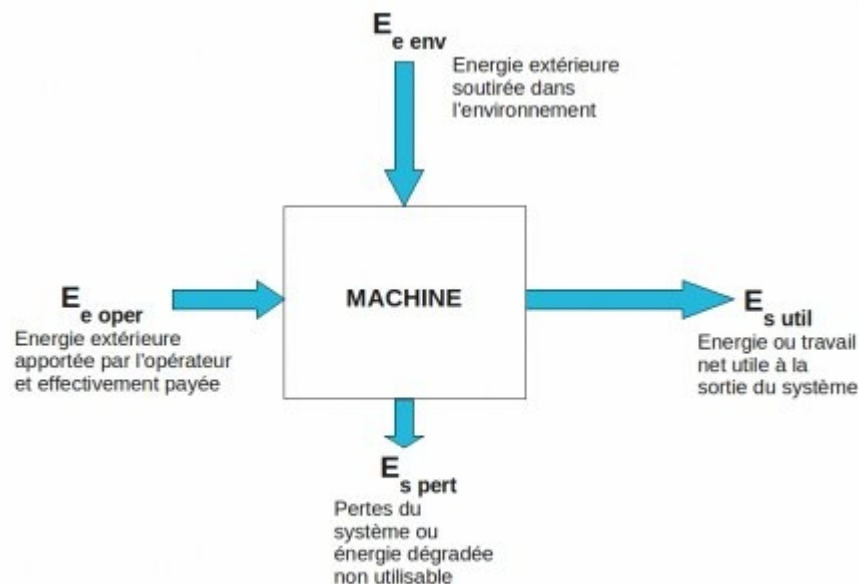 E e env
Energie extérieure
soutirée dans
l'environnement
MACHINE
E e oper
Energie extérieure
apportée par l'opérateur
et effectivement payée
E s util
Energie ou travail
net utile à la
sortie du système
E s pert
Pertes du
système ou
énergie dégradée
non utilisable